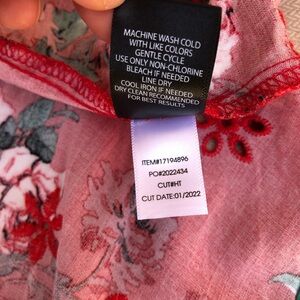 MACHINE WASH COLD
WITH LIKE COLORS
GENTLE CYCLE
USE ONLY NON-CHLORINE
BLEACH IF NEEDED
LINE DRY
COOL IRON IF NEEDED
DRY CLEAN RECOMMENDED
FOR BEST RESULTS
ITEM#17194896
PO#2022434
CUT#HT
CUT DATE:01/2022